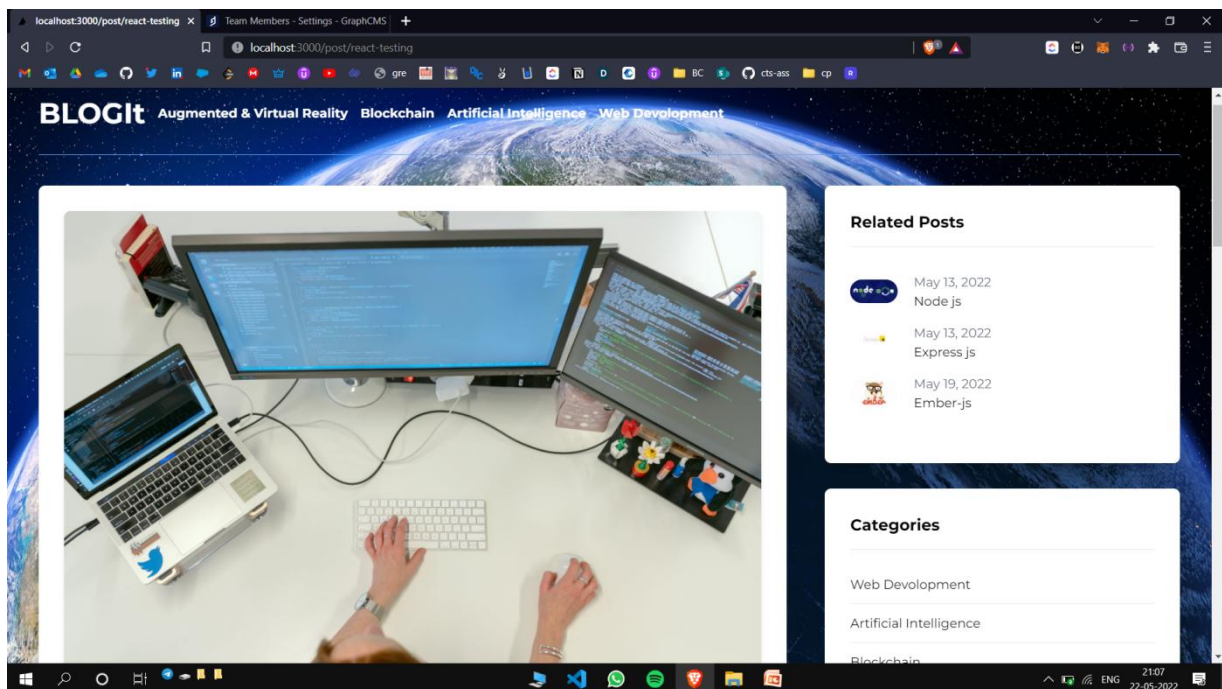 localhost:3000/post/react-testing
Team Members - Settings - GraphCMS
localhost:3000/post/react-testing
gre
BC
cts-ass
cp
BLOGIt Augmented & Virtual Reality Blockchain Artificial Intelligence Web Devolopment
Related Posts
May 13, 2022
Node js
May 13, 2022
Express js
May 19, 2022
Ember-js
Categories
Web Devolopment
Artificial Intelligence
Blockchain
ENG
21:07
22-05-2022